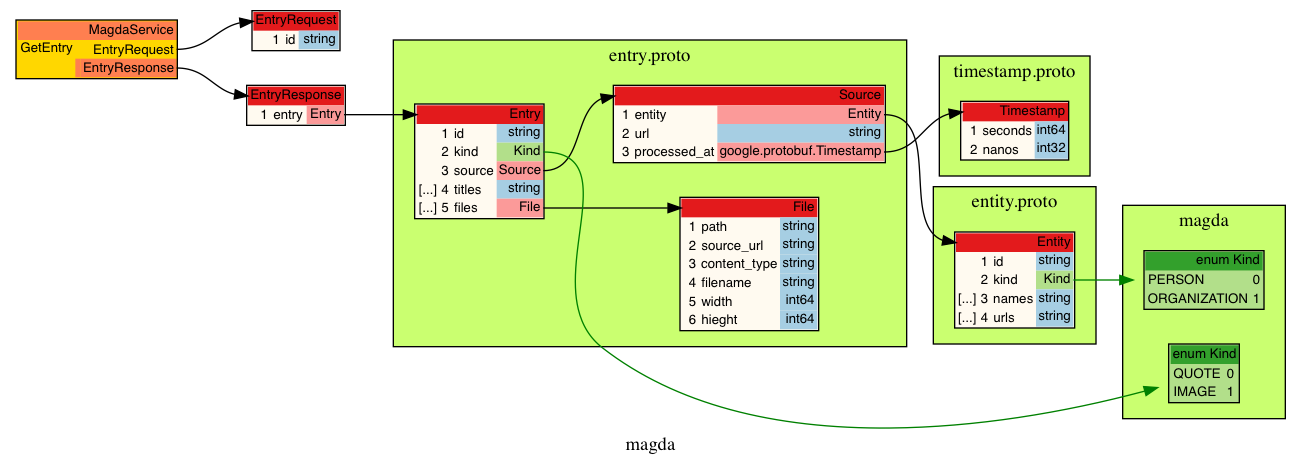 MagdaService
GetEntry EntryRequest
EntryResponse
EntryRequest
1 id string
EntryResponse
1 entry Entry
entry.proto
Entry
1 id string
2 kind Kind
3 source Source
[...] 4 titles string
[...] 5 files File
Source
1 entity Entity
2 url string
3 processed_at google.protobuf.Timestamp
File
1 path string
2 source_url string
3 content_type string
4 filename string
5 width int64
6 hieght int64
timestamp.proto
Timestamp
1 seconds int64
2 nanos int32
entity.proto
Entity
1 id string
2 kind Kind
[...] 3 names string
[...] 4 urls string
magda
enum Kind
PERSON 0
ORGANIZATION 1
enum Kind
QUOTE 0
IMAGE 1
magda